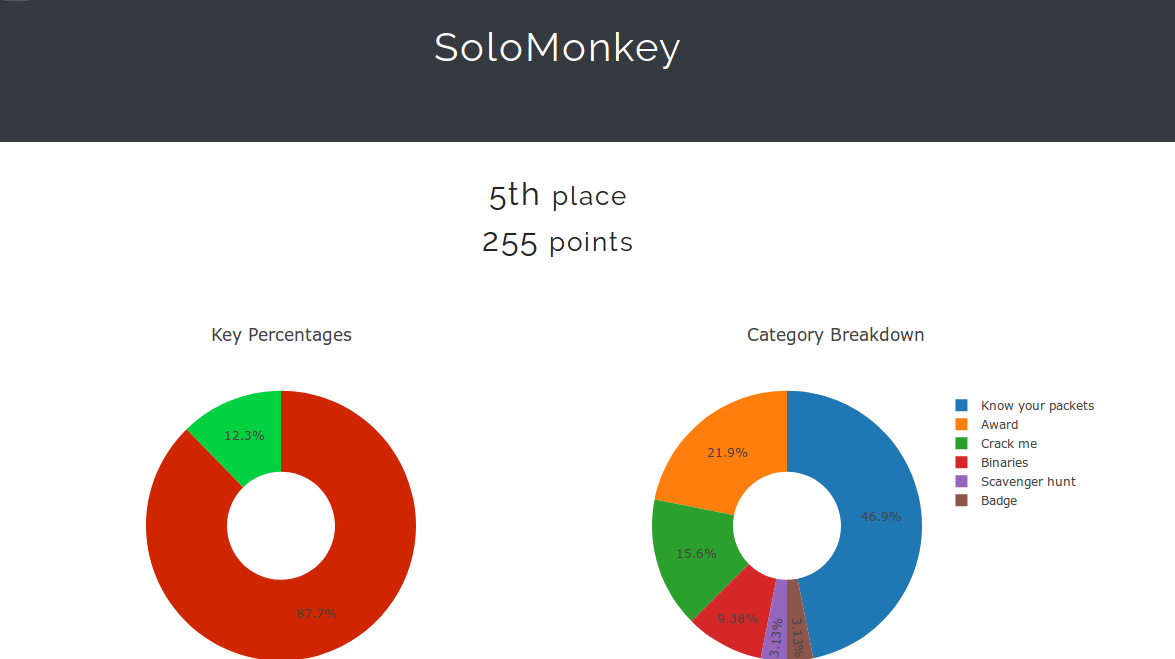 SoloMonkey
5th place
255 points
Key Percentages
12.3%
87.7%
Category Breakdown
46.9%
21.9%
15.6%
9.38%
3.13%
3.13%
Know your packets
Award
Crack me
Binaries
Scavenger hunt
Badge